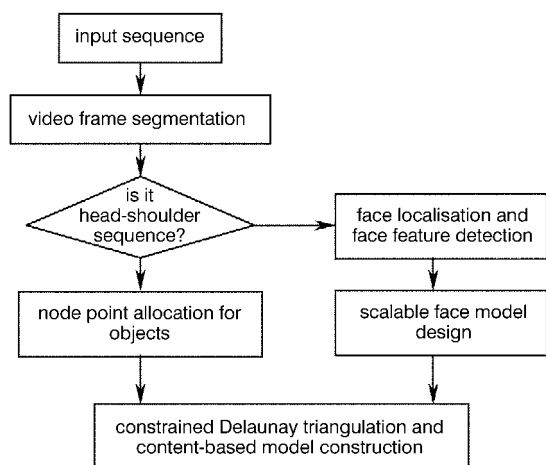 input sequence
video frame segmentation
is it
head-shoulder
sequence?
face localisation and
face feature detection
node point allocation for
objects
scalable face model
design
constrained Delaunay triangulation and
content-based model construction